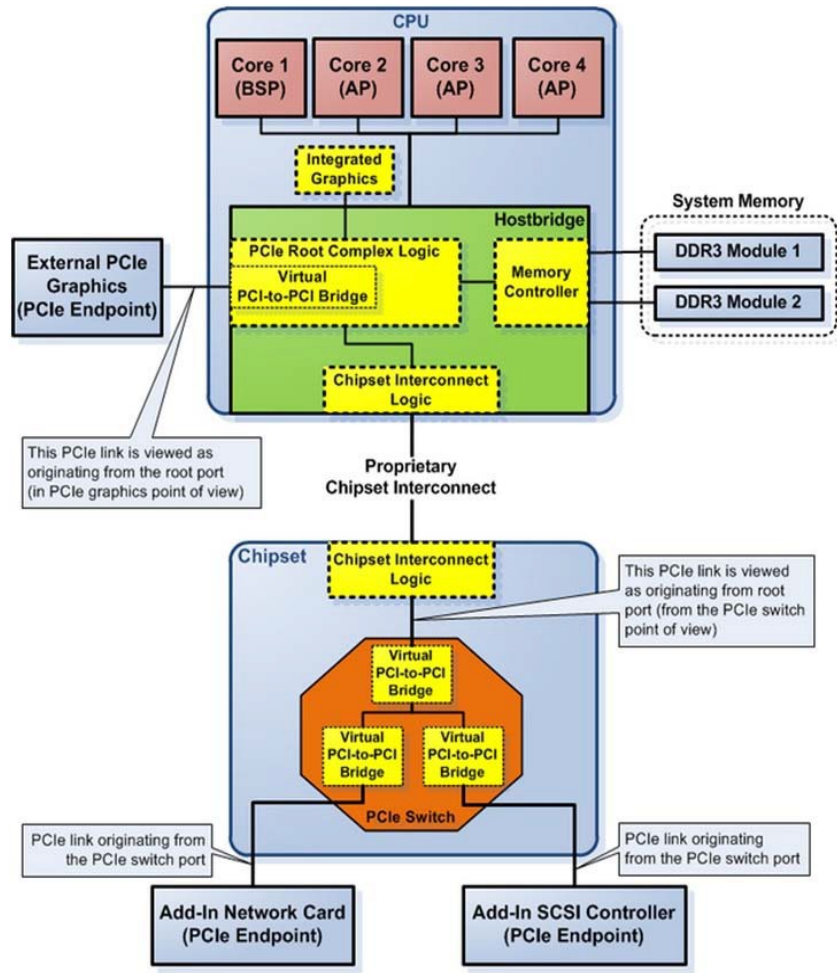 CPU
Core 1
(BSP)
Core 2
(AP)
Core 3
(AP)
Core 4
(AP)
Integrated
Graphics
Hostbridge
System Memory
External PCIe
Graphics
(PCIe Endpoint)
PCIe Root Complex Logic
Virtual
PCI-to-PCI Bridge
Memory
Controller
DDR3 Module 1
DDR3 Module 2
Chipset Interconnect
Logic
This PCIe link is viewed as
originating from the root port
(in PCIe graphics point of view)
Proprietary
Chipset Interconnect
Chipset
Chipset Interconnect
Logic
This PCIe link is viewed
as originating from root
port (from the PCIe switch
point of view)
Virtual
PCI-to-PCI
Bridge
Virtual
PCI-to-PCI
Bridge
Virtual
PCI-to-PCI
Bridge
PCIe Switch
PCIe link originating from
the PCIe switch port
PCIe link originating
from the PCIe switch port
Add-In Network Card
(PCIe Endpoint)
Add-In SCSI Controller
(PCIe Endpoint)